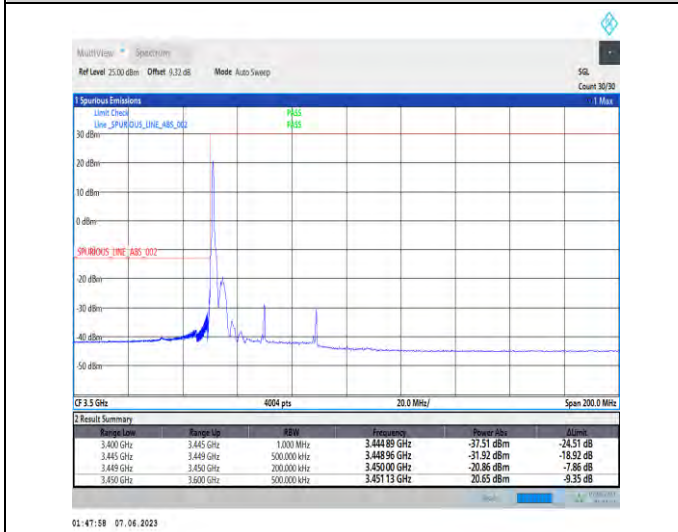 MultiView Spectrum
Ref Level 25.00 dBm Offset 9.32 dB Mode Auto Sweep SGL
Count 30/30
1 Spurious Emissions 1 Max
Limit Check PASS
Line _SPURIOUS_LINE_ABS_002 PASS
30 dBm
20 dBm
10 dBm
0 dBm
_SPURIOUS_LINE_ABS_002
-20 dBm
-30 dBm
-40 dBm
-50 dBm
CF 3.5 GHz 4004 pts 20.0 MHz/ Span 200.0 MHz
2 Result Summary
Range Low Range Up RBW Frequency Power Abs ΔLimit
3.400 GHz 3.445 GHz 1.000 MHz 3.444 89 GHz -37.51 dBm -24.51 dB
3.445 GHz 3.449 GHz 500.000 kHz 3.448 96 GHz -31.92 dBm -18.92 dB
3.449 GHz 3.450 GHz 200.000 kHz 3.450 00 GHz -20.86 dBm -7.86 dB
3.450 GHz 3.600 GHz 500.000 kHz 3.451 13 GHz 20.65 dBm -9.35 dB
01:47:58 07.06.2023